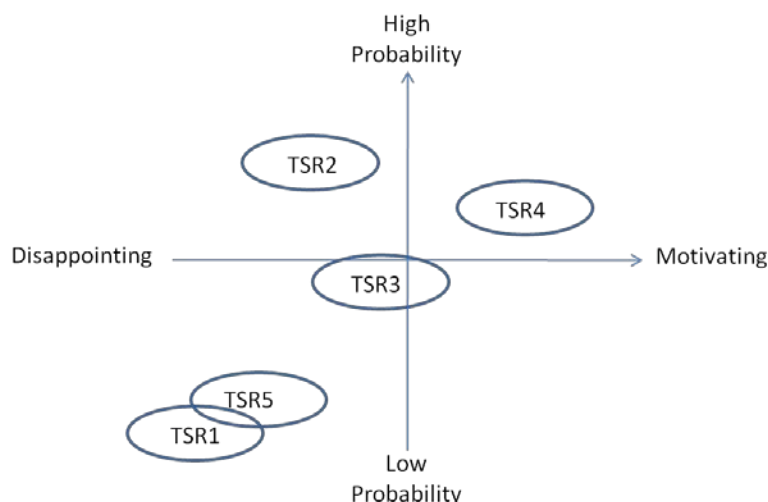 High
Probability
TSR2
TSR4
Disappointing
Motivating
TSR3
TSR5
TSR1
Low
Probability